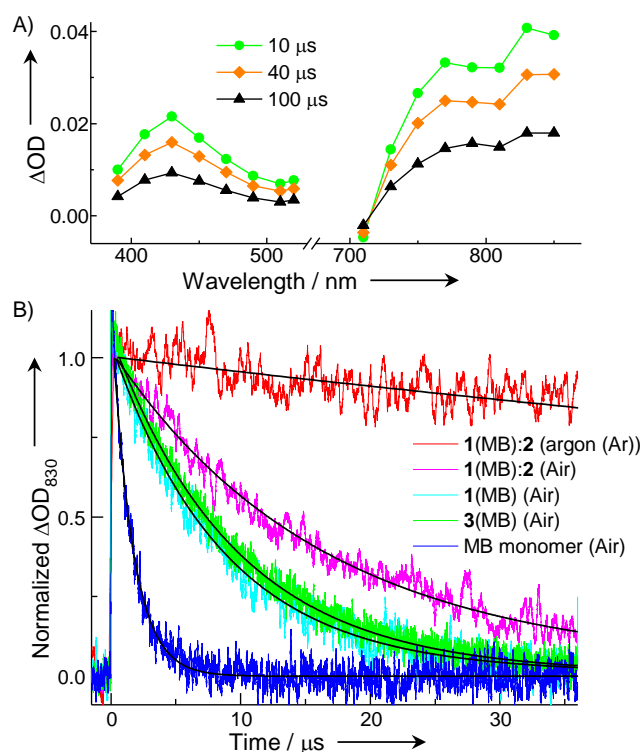 A)
0.04
0.02
0.00
ΔOD
10 μs
40 μs
100 μs
400 500 700 800
Wavelength / nm
B)
1.0
0.5
0.0
Normalized ΔOD830
1(MB):2 (argon (Ar))
1(MB):2 (Air)
1(MB) (Air)
3(MB) (Air)
MB monomer (Air)
0 10 20 30
Time / μs